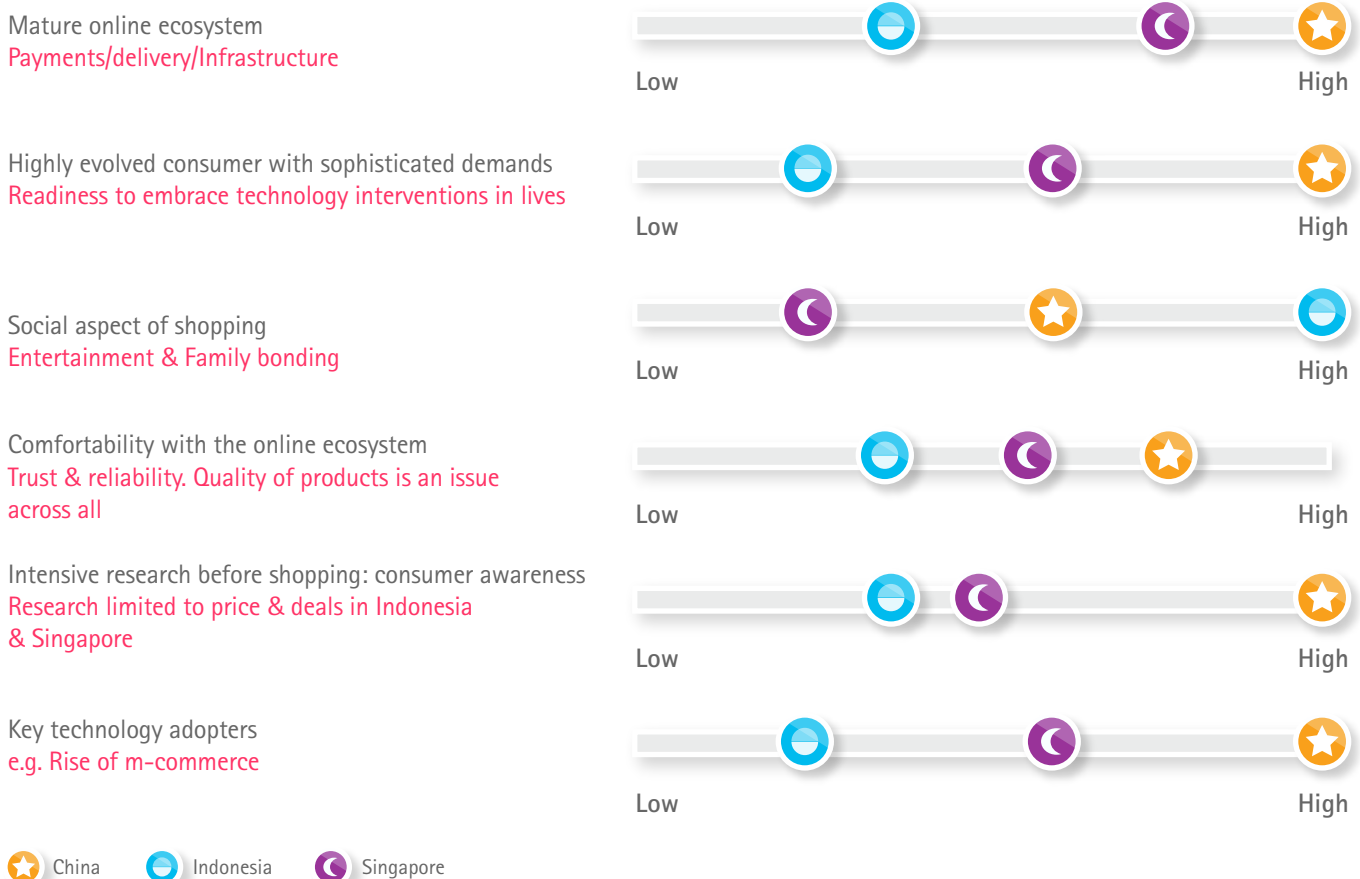 Mature online ecosystem
Payments/delivery/Infrastructure
Low
High
Highly evolved consumer with sophisticated demands
Readiness to embrace technology interventions in lives
Low
High
Social aspect of shopping
Entertainment & Family bonding
Low
High
Comfortability with the online ecosystem
Trust & reliability. Quality of products is an issue
across all
Low
High
Intensive research before shopping: consumer awareness
Research limited to price & deals in Indonesia
& Singapore
Low
High
Key technology adopters
e.g. Rise of m-commerce
Low
High
China
Indonesia
Singapore